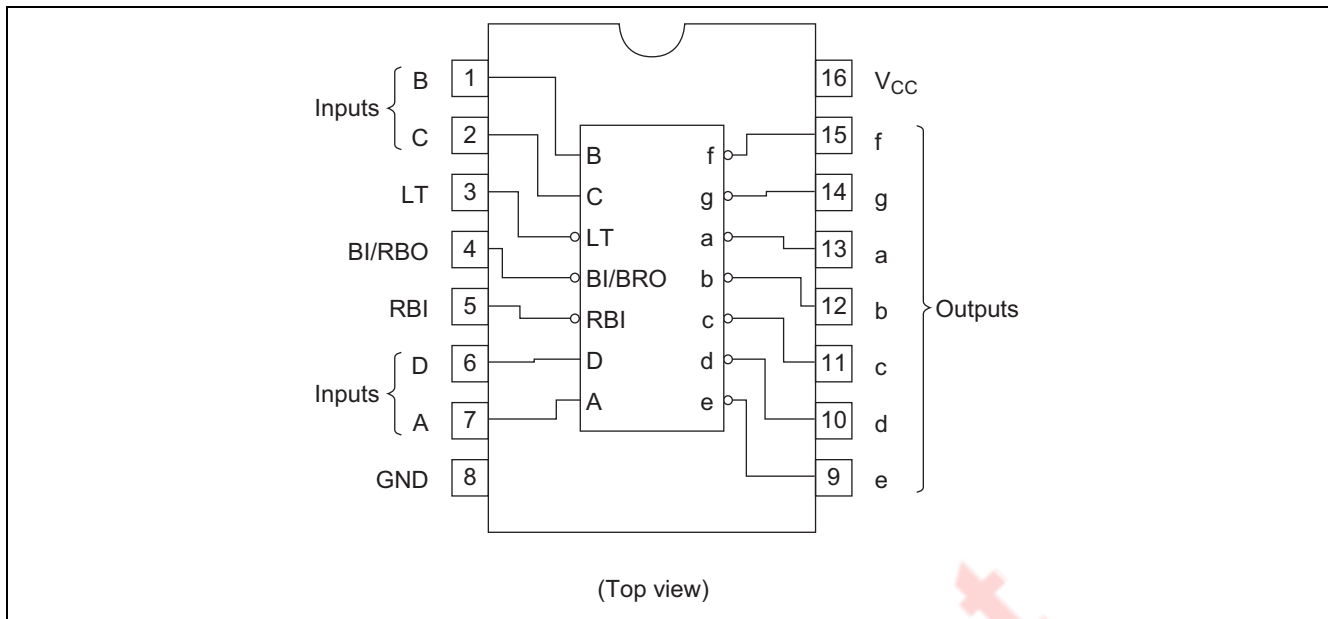 B 1
Inputs
C 2
LT 3
BI/RBO 4
RBI 5
D 6
Inputs
A 7
GND 8
B
C
LT
BI/BRO
RBI
D
A
f
g
a
b
c
d
e
16 VCC
15 f
14 g
13 a
12 b
Outputs
11 c
10 d
9 e
(Top view)